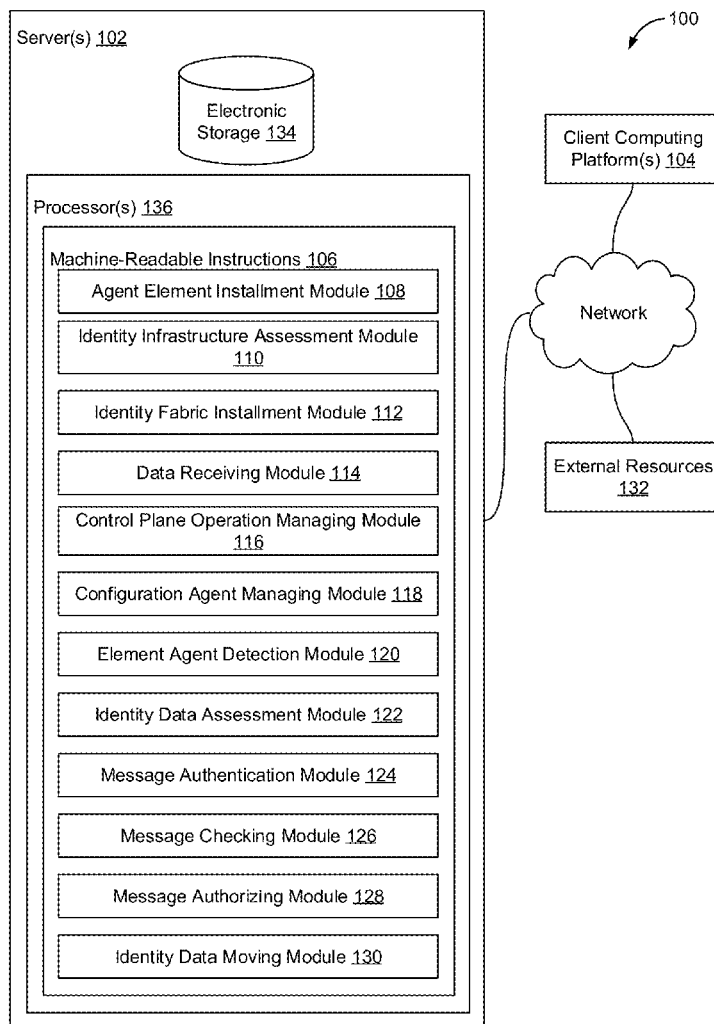 Server(s) 102
100
Electronic
Storage 134
Client Computing
Platform(s) 104
Processor(s) 136
Machine-Readable Instructions 106
Agent Element Installment Module 108
Identity Infrastructure Assessment Module
110
Network
Identity Fabric Installment Module 112
Data Receiving Module 114
External Resources
132
Control Plane Operation Managing Module
116
Configuration Agent Managing Module 118
Element Agent Detection Module 120
Identity Data Assessment Module 122
Message Authentication Module 124
Message Checking Module 126
Message Authorizing Module 128
Identity Data Moving Module 130